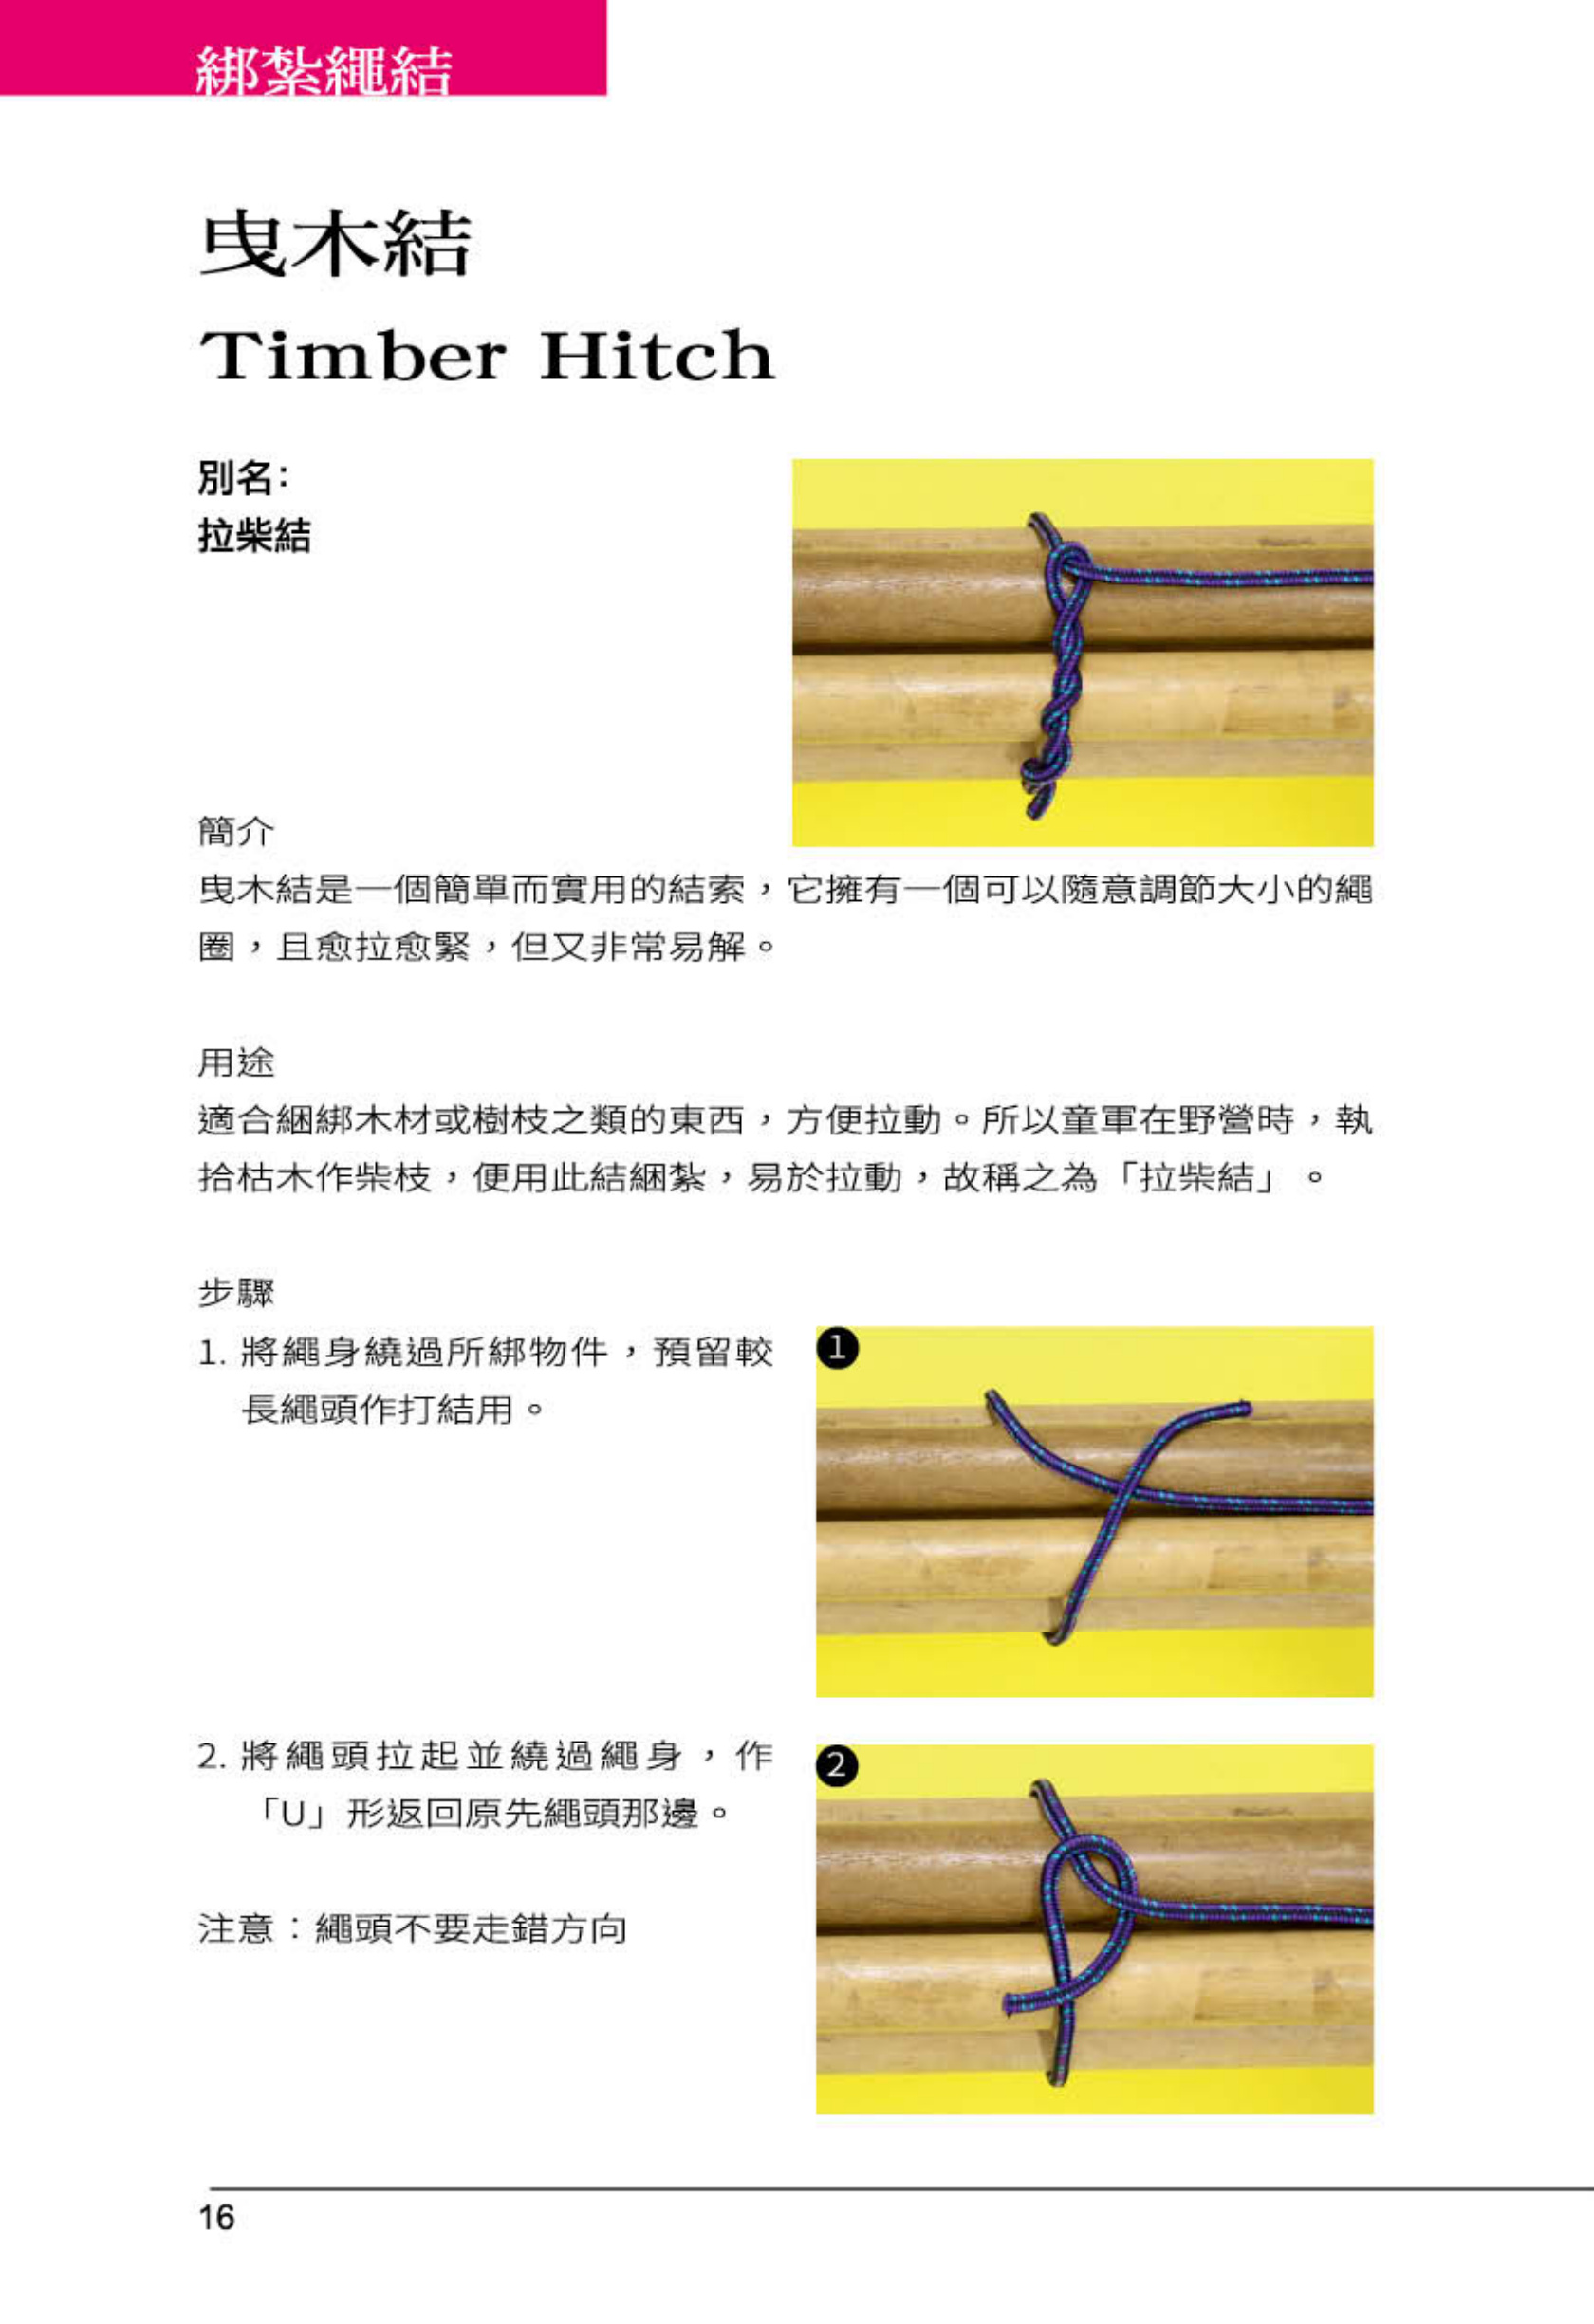 綁紮繩結
曳木結
Timber Hitch
別名：
拉柴結
簡介
曳木結是一個簡單而實用的結索，它擁有一個可以隨意調節大小的繩
圈，且愈拉愈緊，但又非常易解。
用途
適合綑綁木材或樹枝之類的東西，方便拉動。所以童軍在野營時，執
拾枯木作柴枝，便用此結綑紮，易於拉動，故稱之為「拉柴結」。
步驟
1. 將繩身繞過所綁物件，預留較
長繩頭作打結用。
1
2. 將繩頭拉起並繞過繩身，作
「U」形返回原先繩頭那邊。
注意：繩頭不要走錯方向
2
16